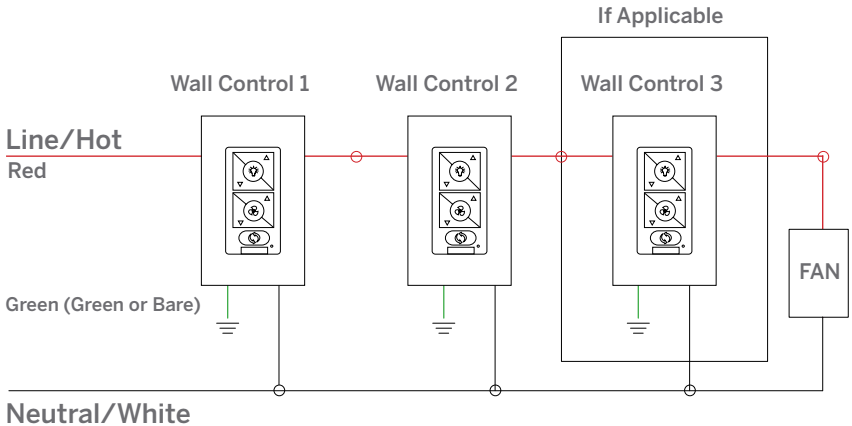 If Applicable
Wall Control 1
Wall Control 2
Wall Control 3
Line/Hot
Red
FAN
Green (Green or Bare)
Neutral/White